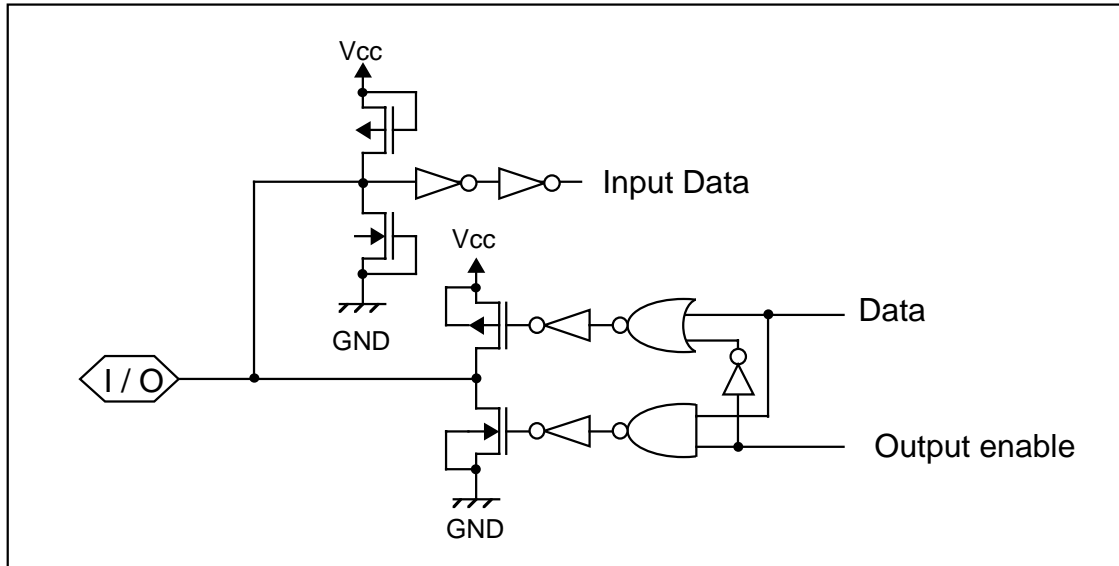 Vcc
Input Data
Vcc
GND
Data
I / O
Output enable
GND